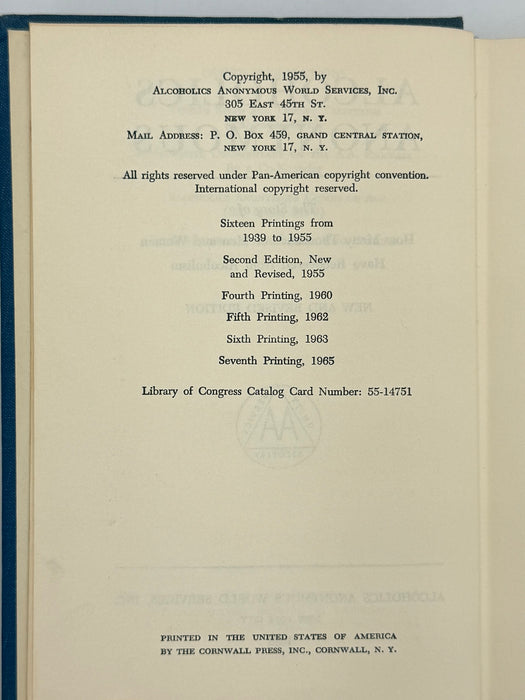 Copyright, 1955, by
Alcoholics Anonymous World Services, Inc.
305 East 45th St.
NEW YORK 17, N. Y.
Mail Address: P. O. Box 459, GRAND CENTRAL STATION,
NEW YORK 17, N. Y.
All rights reserved under Pan-American copyright convention.
International copyright reserved.
Sixteen Printings from
1939 to 1955
Second Edition, New
and Revised, 1955
Fourth Printing, 1960
Fifth Printing, 1962
Sixth Printing, 1963
Seventh Printing, 1965
Library of Congress Catalog Card Number: 55-14751
PRINTED IN THE UNITED STATES OF AMERICA
BY THE CORNWALL PRESS, INC., CORNWALL, N. Y.